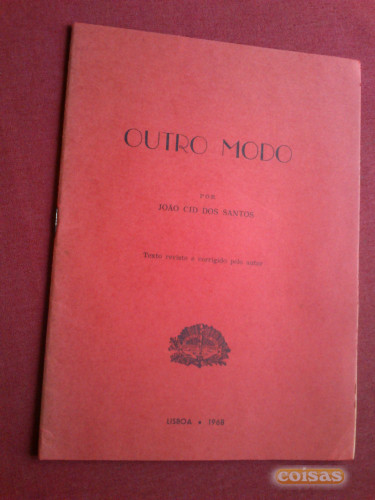 OUTRO MODO
POR
JOÃO CID DOS SANTOS
Texto revisto e corrigido pelo autor
LISBOA • 1968
coisas